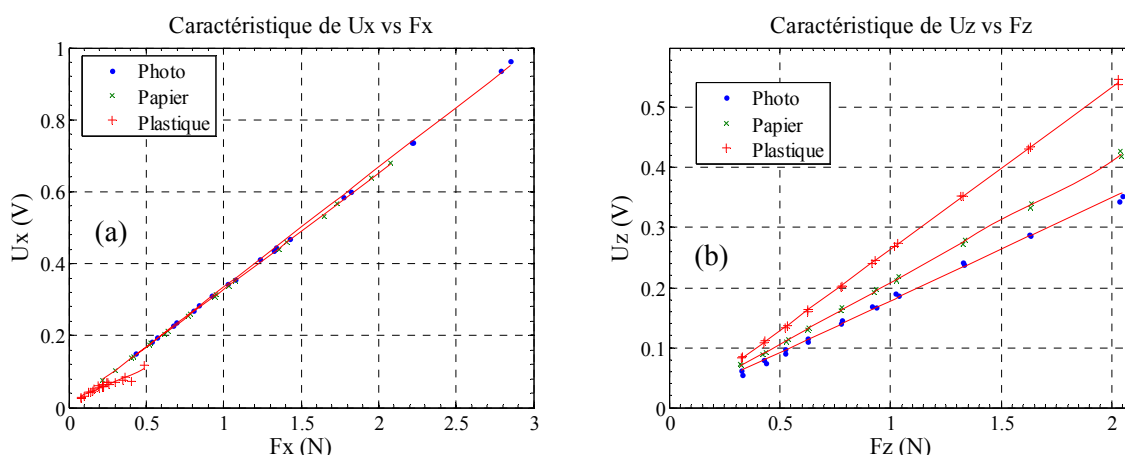 Caractéristique de Ux vs Fx
1
0.8
0.6
0.4
0.2
0
Ux (V)
Photo
Papier
Plastique
(a)
0 0.5 1 1.5 2 2.5 3
Fx (N)
Caractéristique de Uz vs Fz
0.5
0.4
0.3
0.2
0.1
0
Uz (V)
Photo
Papier
Plastique
(b)
0.5 1 1.5 2
Fz (N)